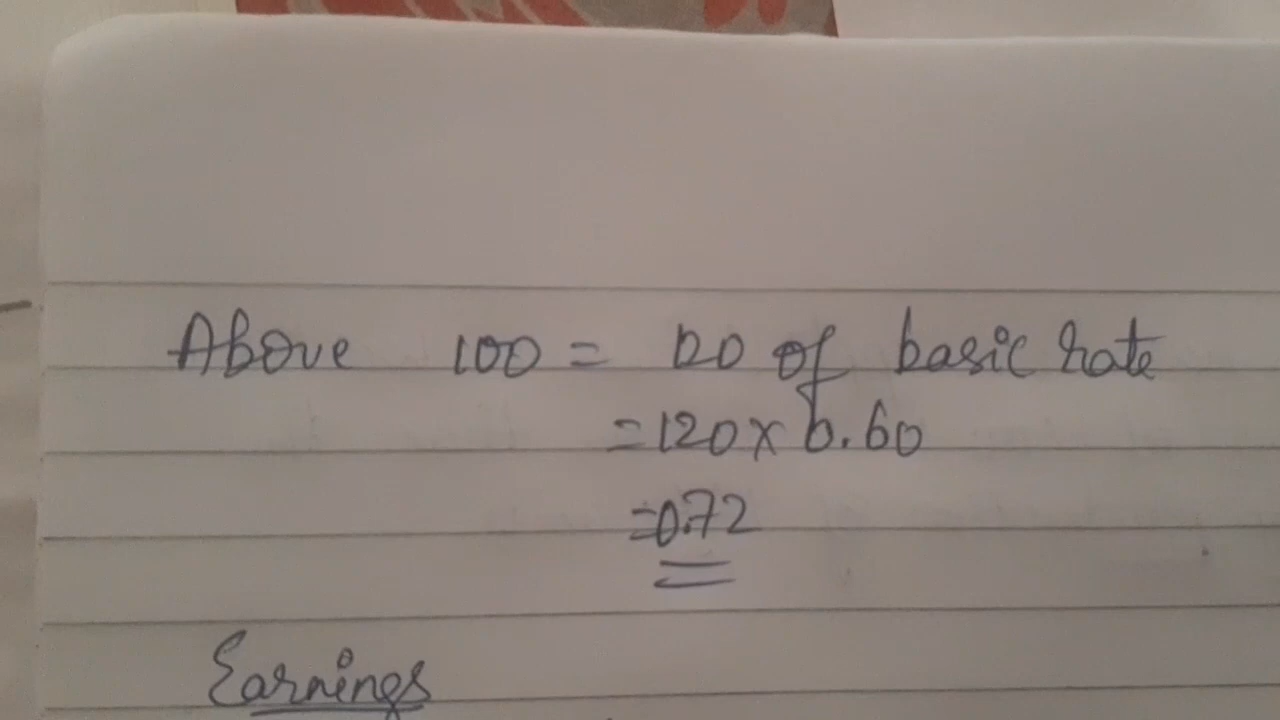 Above 100 = 120 of basic rate
= 120 x 0.60
= 0.72
Earnings